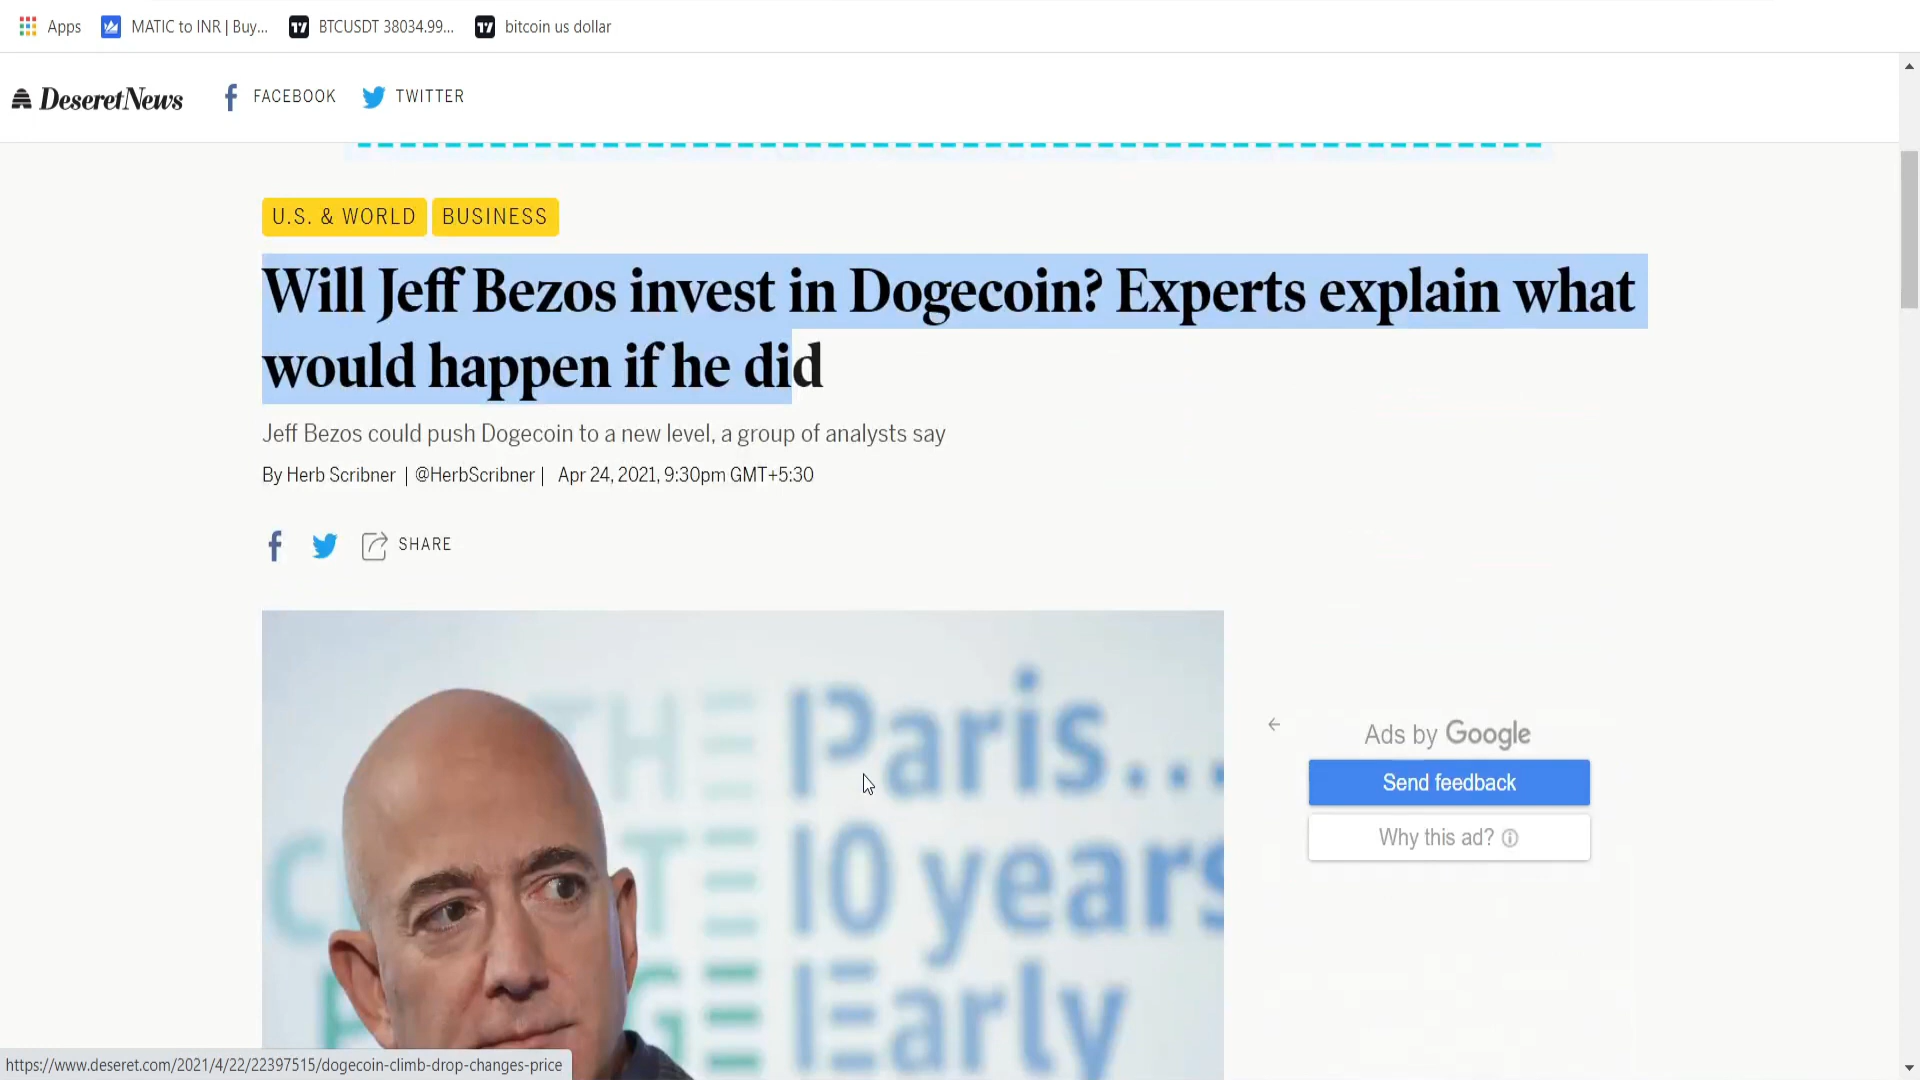 Apps MATIC to INR | Buy... BTCUSDT 38034.99... bitcoin us dollar
Deseret News FACEBOOK TWITTER
U.S. & WORLD BUSINESS
Will Jeff Bezos invest in Dogecoin? Experts explain what
would happen if he did
Jeff Bezos could push Dogecoin to a new level, a group of analysts say
By Herb Scribner | @HerbScribner | Apr 24, 2021, 9:30pm GMT+5:30
SHARE
THE Paris...
10 years
Early
Ads by Google
Send feedback
Why this ad?
https://www.deseret.com/2021/4/22/22397515/dogecoin-climb-drop-changes-price